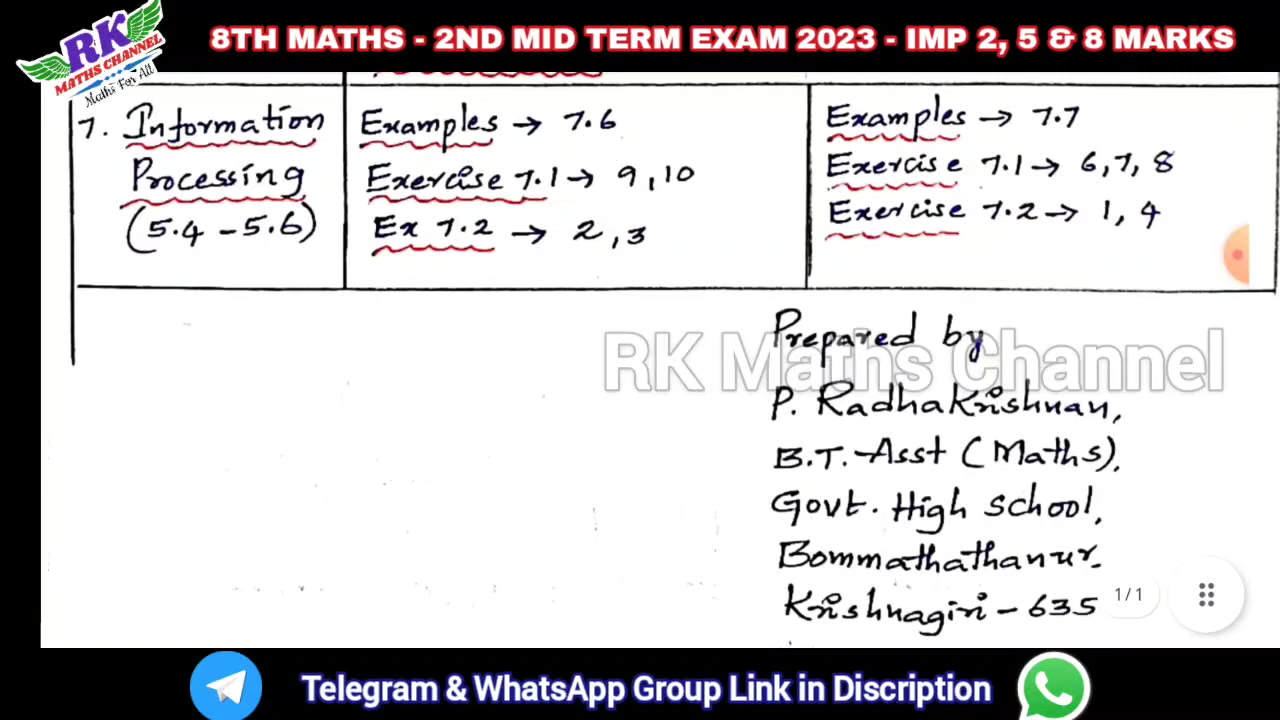 RK
MATHS CHANNEL
Maths For All
8TH MATHS - 2ND MID TERM EXAM 2023 - IMP 2, 5 & 8 MARKS
7. Information
Processing
(5.4 - 5.6)
Examples → 7.6
Exercise 7.1 → 9, 10
Ex 7.2 → 2, 3
Examples → 7.7
Exercise 7.1 → 6, 7, 8
Exercise 7.2 → 1, 4
RK Maths Channel
Prepared by
P. RadhaKrishnan,
B.T. Asst (Maths),
Govt. High School,
Bommathathanur.
Krishnagiri - 635
1/1
Telegram & WhatsApp Group Link in Discription